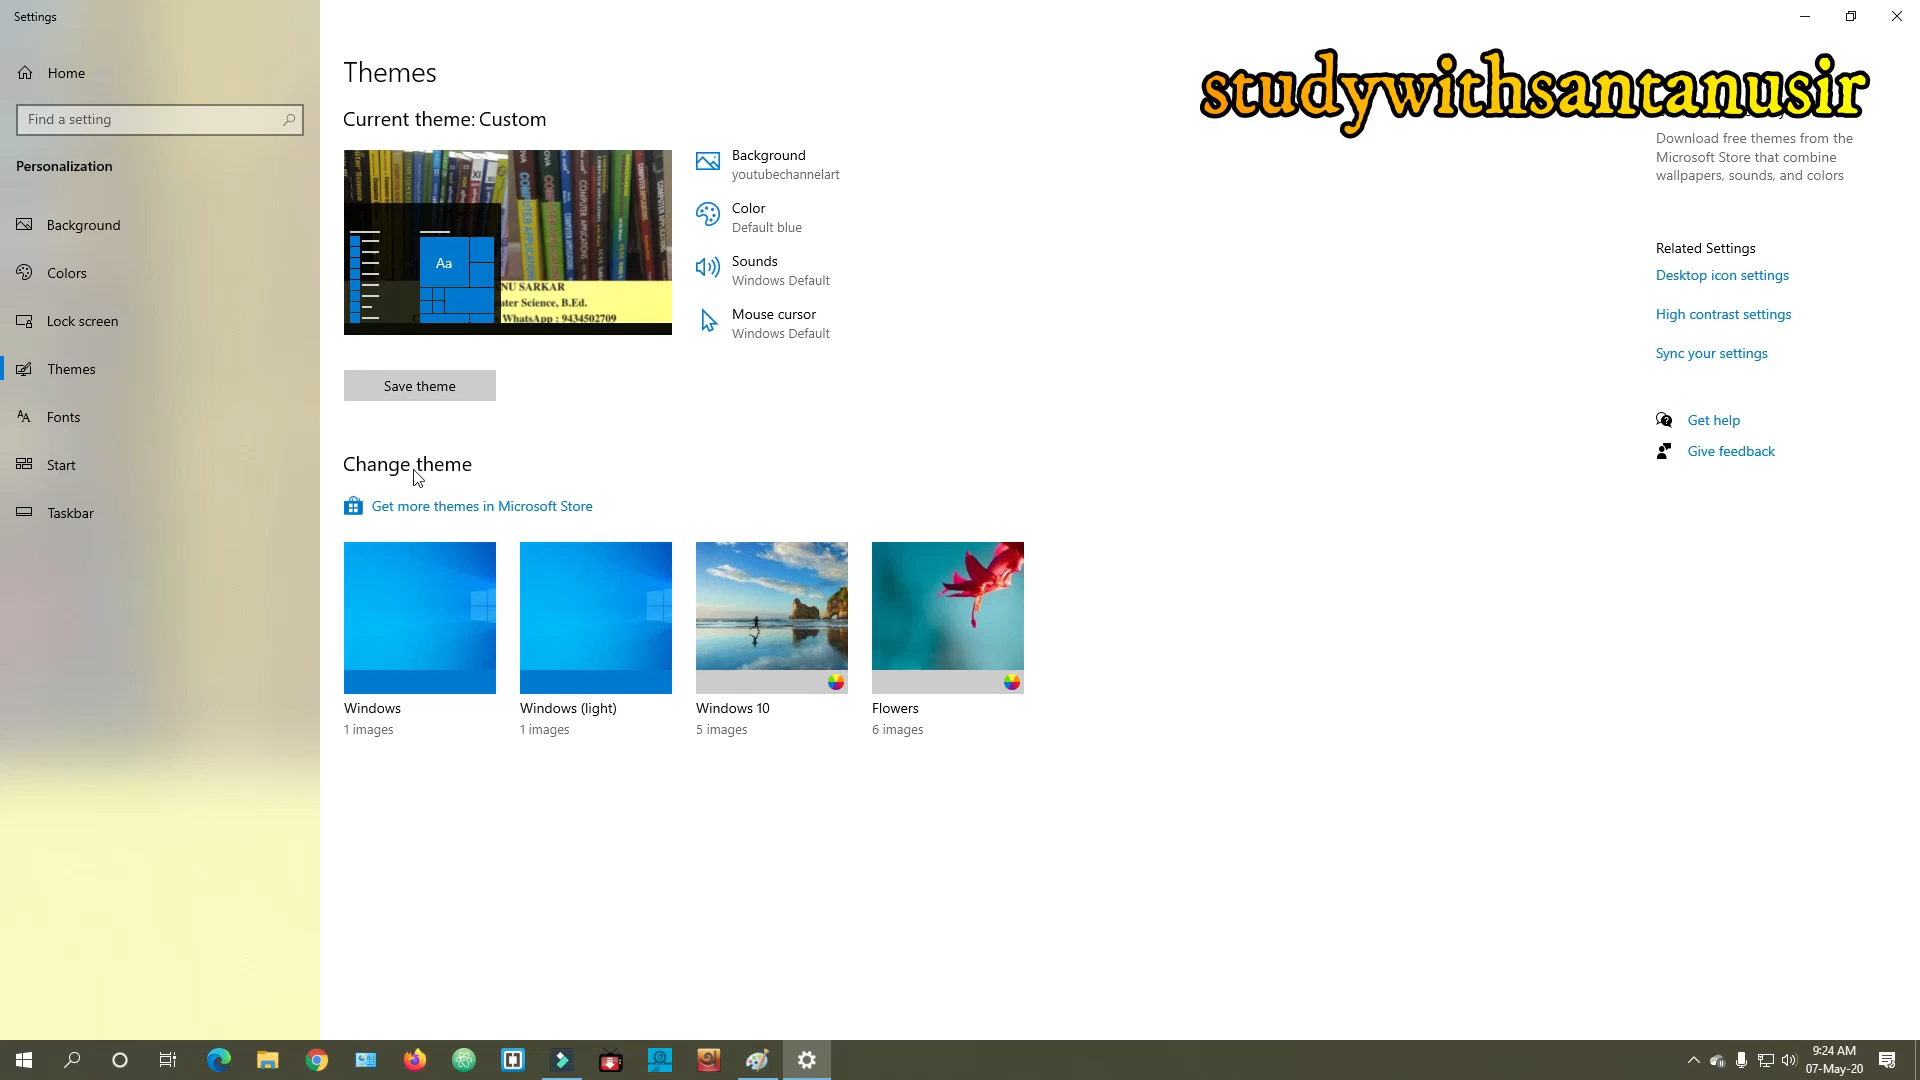 Settings
studywithsantanusir
Home
Find a setting
Personalization
Background
Colors
Lock screen
Themes
Fonts
Start
Taskbar
Themes
Current theme: Custom
Aa
COMPUTER APPLICATIONS
NU SARKAR
uter Science, B.Ed.
WhatsApp : 9434502709
Background
youtubechannelart
Color
Default blue
Sounds
Windows Default
Mouse cursor
Windows Default
Save theme
Change theme
Get more themes in Microsoft Store
Windows
1 images
Windows (light)
1 images
Windows 10
5 images
Flowers
6 images
Download free themes from the
Microsoft Store that combine
wallpapers, sounds, and colors
Related Settings
Desktop icon settings
High contrast settings
Sync your settings
Get help
Give feedback
9:24 AM
07-May-20